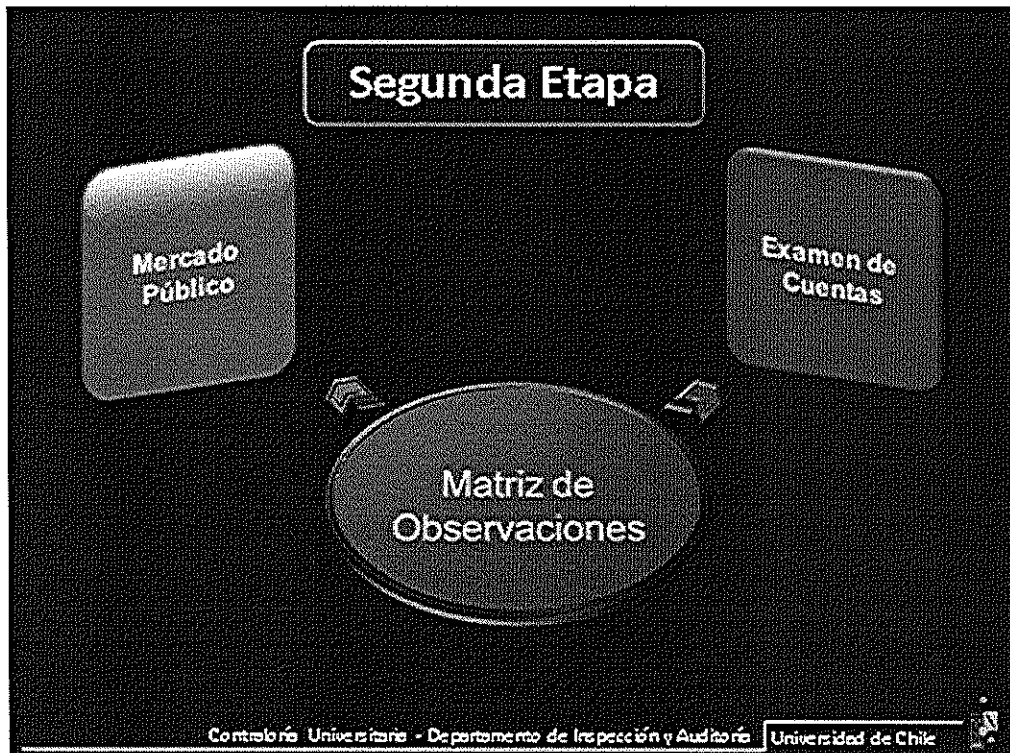 Segunda Etapa
Mercado
Público
Examen de
Cuentas
Matriz de
Observaciones
Contraloría Universitaria - Departamento de Inspección y Auditoría
Universidad de Chile